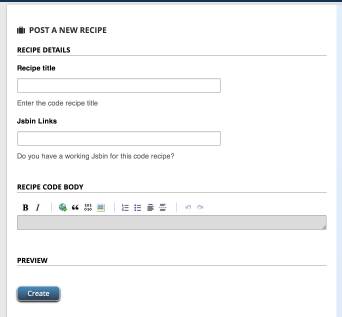 POST A NEW RECIPE
RECIPE DETAILS
Recipe title
Enter the code recipe title
Jsbin Links
Do you have a working Jsbin for this code recipe?
RECIPE CODE BODY
B I
PREVIEW
Create